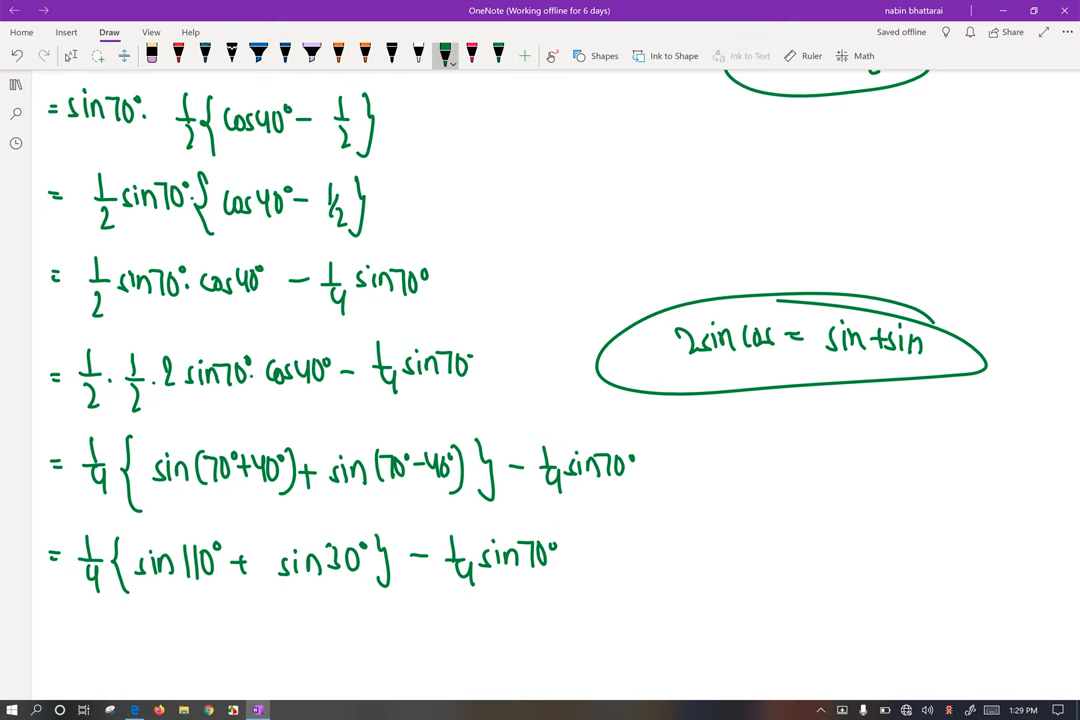 OneNote (Working offline for 6 days)
nabin bhattarai
Home Insert Draw View Help
Saved offline Share
Shapes Ink to Shape Ink to Text Ruler Math
= sin70°. 1/2 { cos40° - 1/2 }
= 1/2 sin70°. { cos40° - 1/2 }
= 1/2 sin70°. cos40° - 1/4 sin70°
2sin cos = sin+sin
= 1/2 . 1/2 . 2 sin70°. cos40° - 1/4 sin70°
= 1/4 { sin(70°+40°) + sin(70°-40°) } - 1/4 sin70°
= 1/4 { sin110° + sin30° } - 1/4 sin70°
1:29 PM